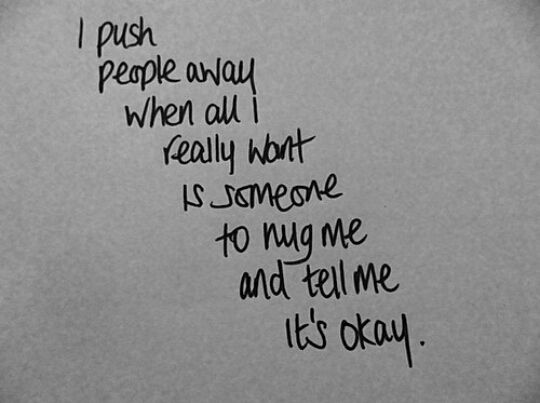 I push
people away
when all I
really want
is someone
to hug me
and tell me
it's okay.